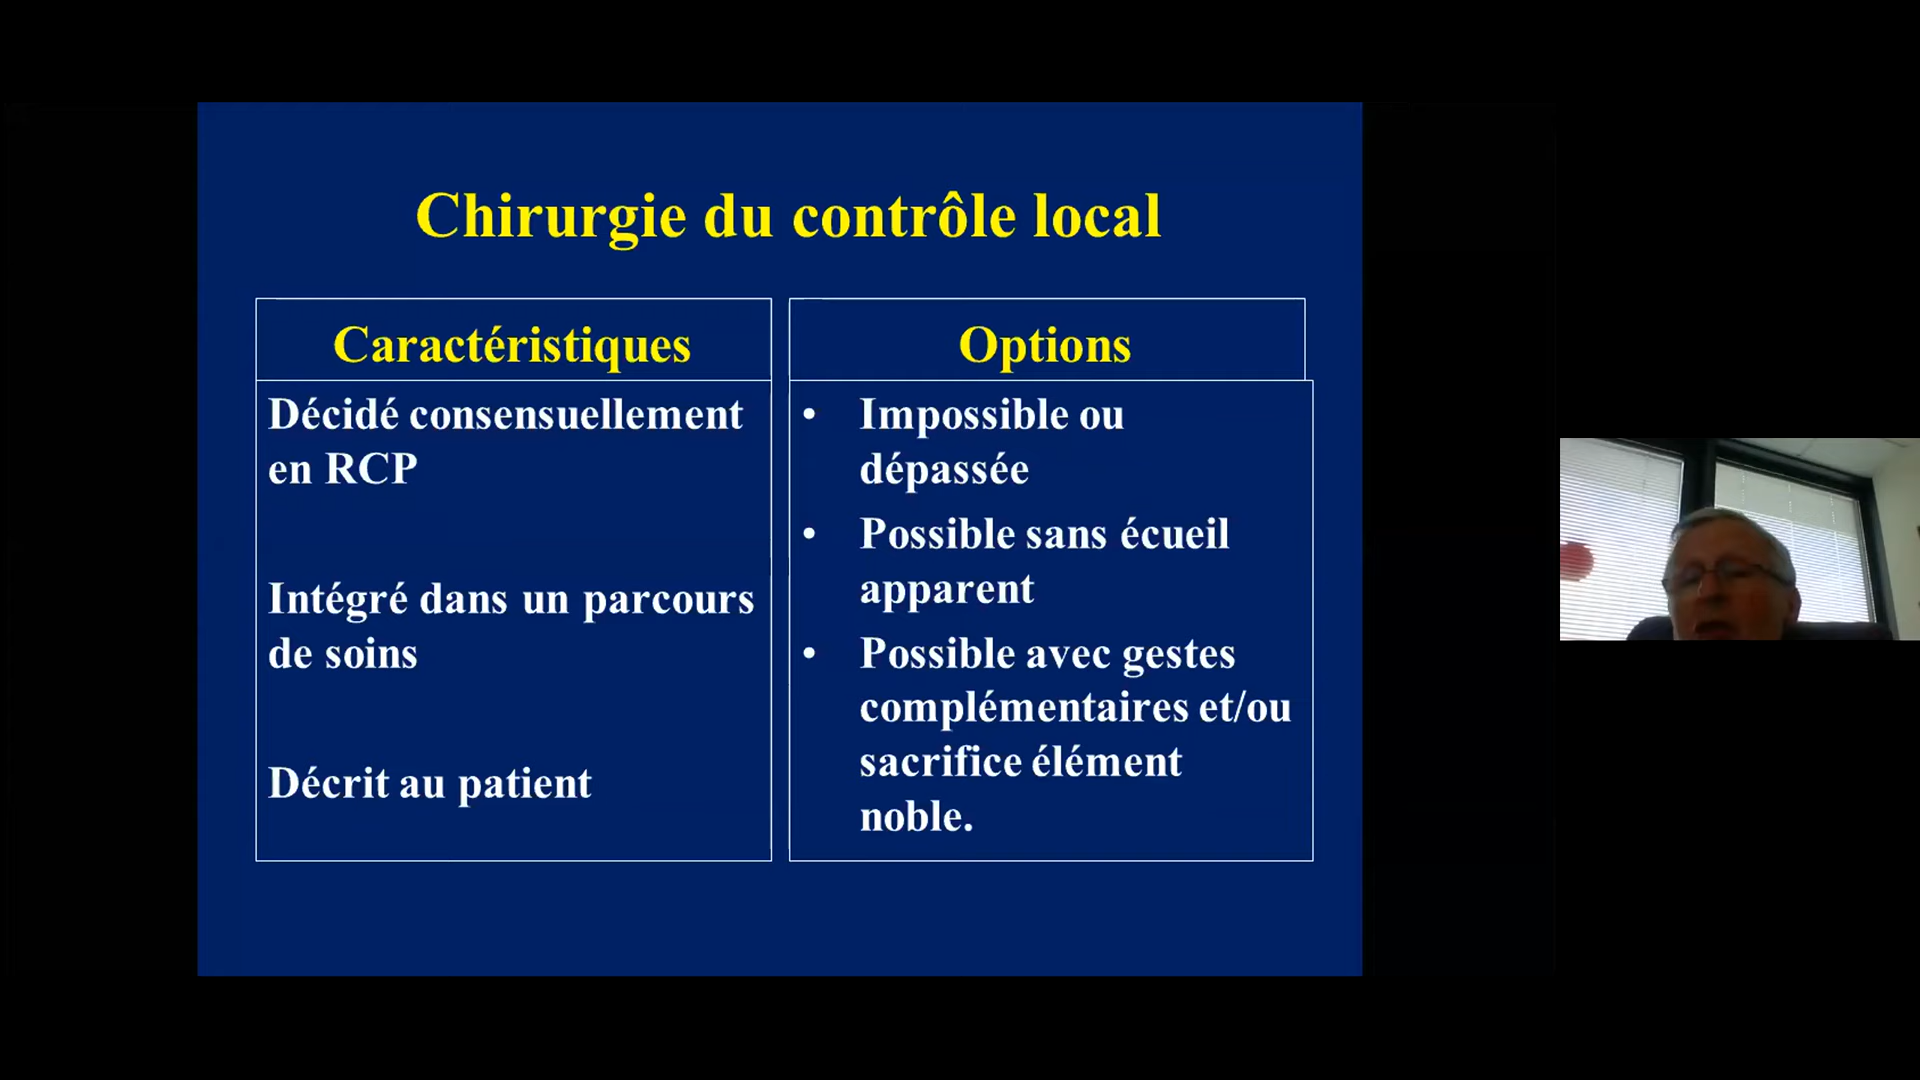 Chirurgie du contrôle local
Caractéristiques
Décidé consensuellement
en RCP
Intégré dans un parcours
de soins
Décrit au patient
Options
• Impossible ou
dépassée
• Possible sans écueil
apparent
• Possible avec gestes
complémentaires et/ou
sacrifice élément
noble.